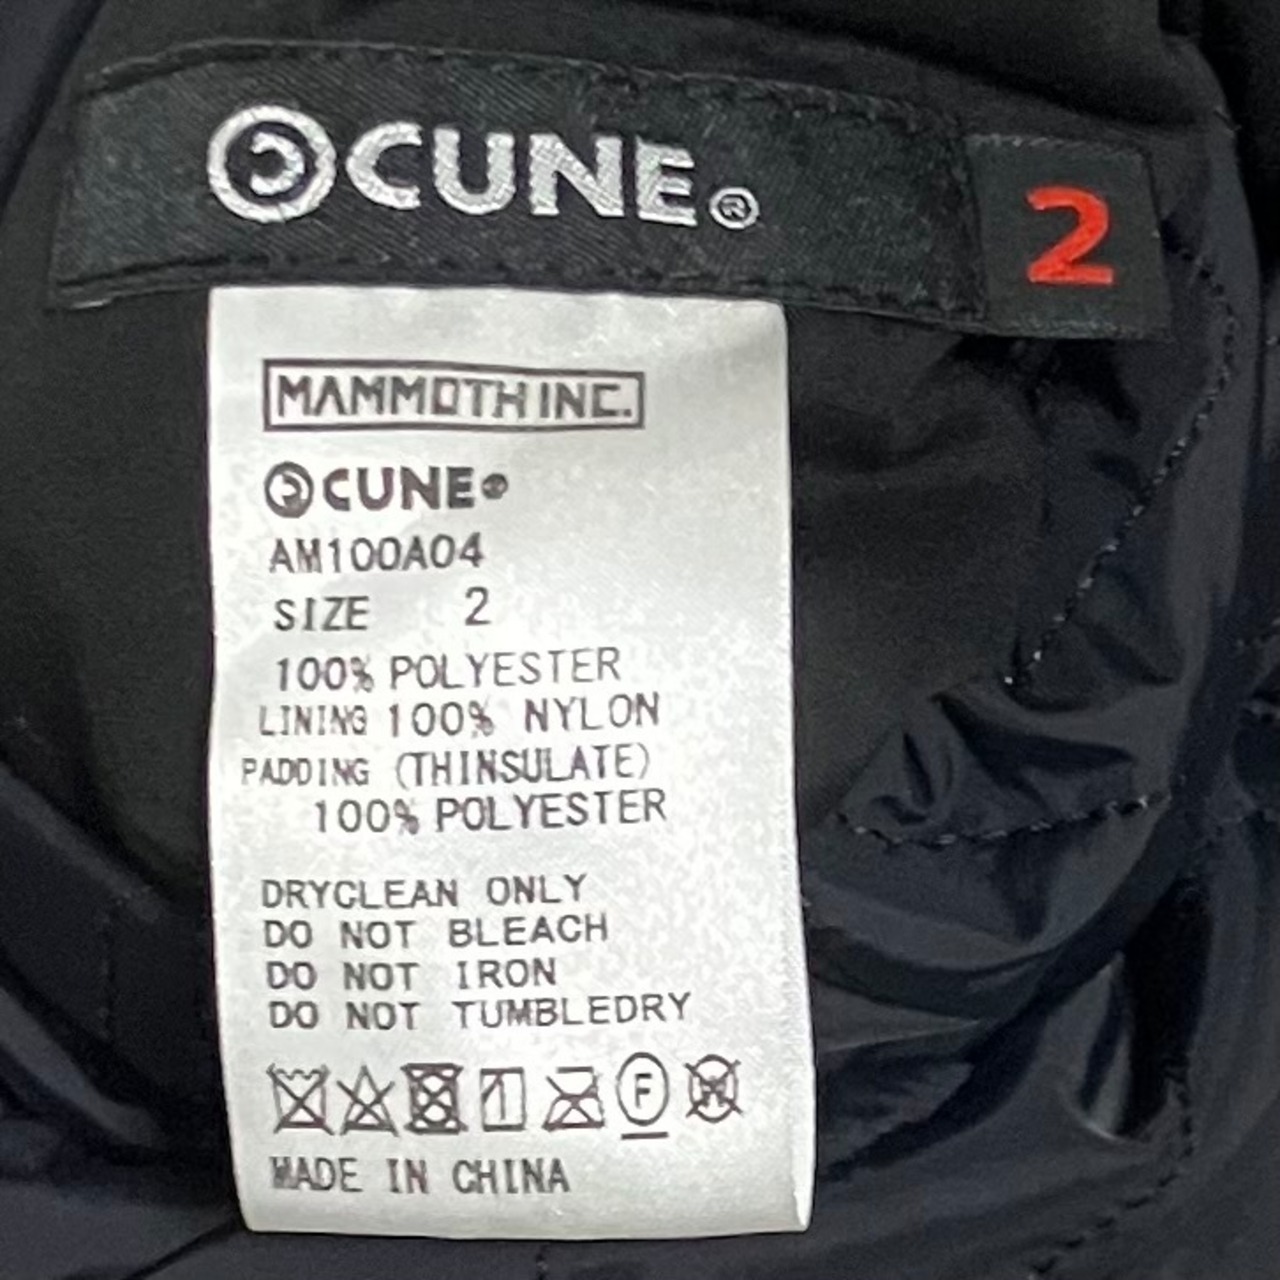 CUNE®
2
MAMMOTH INC.
CUNE®
AM100A04
SIZE 2
100% POLYESTER
LINING 100% NYLON
PADDING (THINSULATE)
100% POLYESTER
DRYCLEAN ONLY
DO NOT BLEACH
DO NOT IRON
DO NOT TUMBLEDRY
F
MADE IN CHINA